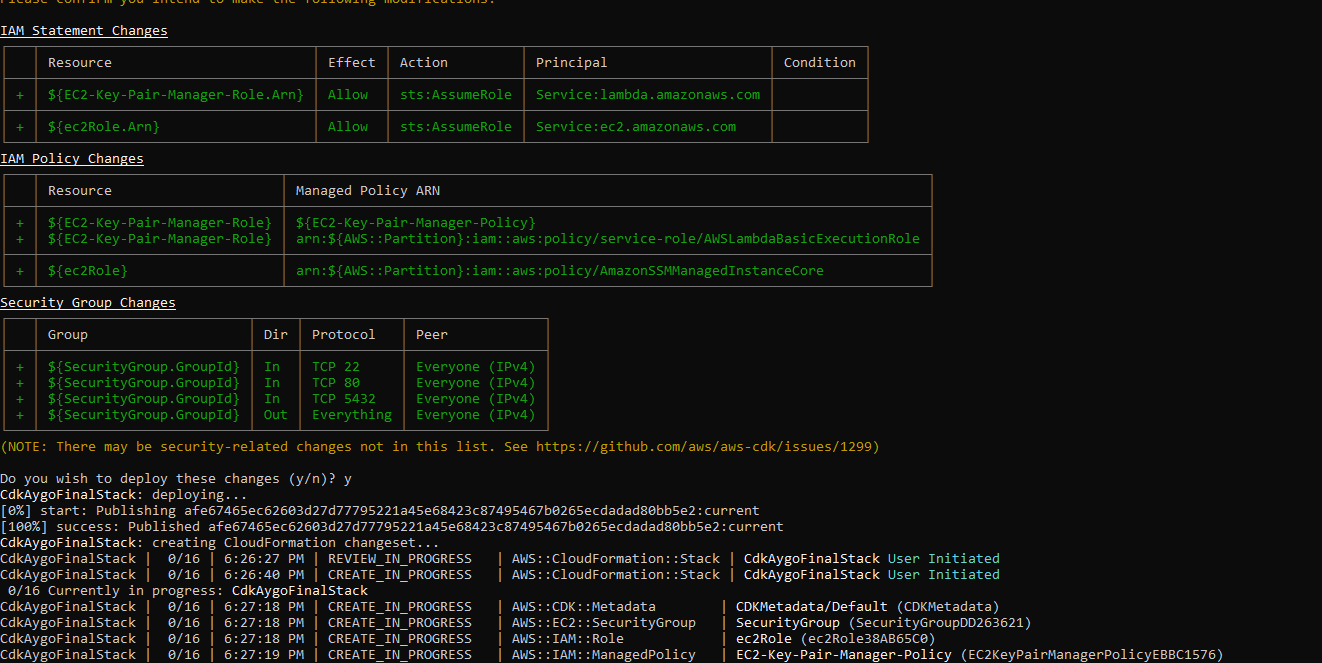 Please confirm you intend to make the following modifications:
IAM Statement Changes
Resource Effect Action Principal Condition
+ ${EC2-Key-Pair-Manager-Role.Arn} Allow sts:AssumeRole Service:lambda.amazonaws.com
+ ${ec2Role.Arn} Allow sts:AssumeRole Service:ec2.amazonaws.com
IAM Policy Changes
Resource Managed Policy ARN
+ ${EC2-Key-Pair-Manager-Role} ${EC2-Key-Pair-Manager-Policy}
+ ${EC2-Key-Pair-Manager-Role} arn:${AWS::Partition}:iam::aws:policy/service-role/AWSLambdaBasicExecutionRole
+ ${ec2Role} arn:${AWS::Partition}:iam::aws:policy/AmazonSSMManagedInstanceCore
Security Group Changes
Group Dir Protocol Peer
+ ${SecurityGroup.GroupId} In TCP 22 Everyone (IPv4)
+ ${SecurityGroup.GroupId} In TCP 80 Everyone (IPv4)
+ ${SecurityGroup.GroupId} In TCP 5432 Everyone (IPv4)
+ ${SecurityGroup.GroupId} Out Everything Everyone (IPv4)
(NOTE: There may be security-related changes not in this list. See https://github.com/aws/aws-cdk/issues/1299)
Do you wish to deploy these changes (y/n)? y
CdkAygoFinalStack: deploying...
[0%] start: Publishing afe67465ec62603d27d77795221a45e68423c87495467b0265ecdadad80bb5e2:current
[100%] success: Published afe67465ec62603d27d77795221a45e68423c87495467b0265ecdadad80bb5e2:current
CdkAygoFinalStack: creating CloudFormation changeset...
CdkAygoFinalStack | 0/16 | 6:26:27 PM | REVIEW_IN_PROGRESS | AWS::CloudFormation::Stack | CdkAygoFinalStack User Initiated
CdkAygoFinalStack | 0/16 | 6:26:40 PM | CREATE_IN_PROGRESS | AWS::CloudFormation::Stack | CdkAygoFinalStack User Initiated
0/16 Currently in progress: CdkAygoFinalStack
CdkAygoFinalStack | 0/16 | 6:27:18 PM | CREATE_IN_PROGRESS | AWS::CDK::Metadata | CDKMetadata/Default (CDKMetadata)
CdkAygoFinalStack | 0/16 | 6:27:18 PM | CREATE_IN_PROGRESS | AWS::EC2::SecurityGroup | SecurityGroup (SecurityGroupDD263621)
CdkAygoFinalStack | 0/16 | 6:27:18 PM | CREATE_IN_PROGRESS | AWS::IAM::Role | ec2Role (ec2Role38AB65C0)
CdkAygoFinalStack | 0/16 | 6:27:19 PM | CREATE_IN_PROGRESS | AWS::IAM::ManagedPolicy | EC2-Key-Pair-Manager-Policy (EC2KeyPairManagerPolicyEBBC1576)